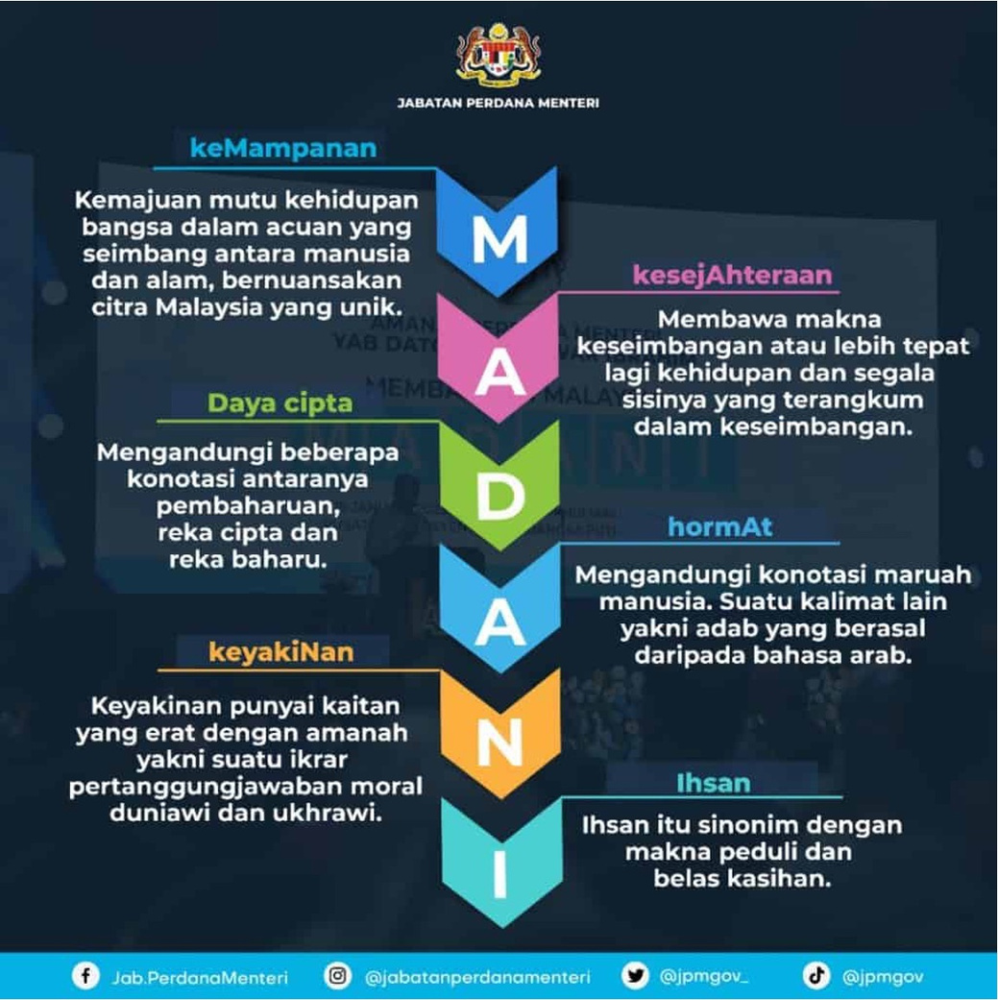 JABATAN PERDANA MENTERI
keMampanan
Kemajuan mutu kehidupan
bangsa dalam acuan yang
seimbang antara manusia
dan alam, bernuansakan
citra Malaysia yang unik.
M
kesejAhteraan
Membawa makna
keseimbangan atau lebih tepat
lagi kehidupan dan segala
sisinya yang terangkum
dalam keseimbangan.
A
Daya cipta
Mengandungi beberapa
konotasi antaranya
pembaharuan,
reka cipta dan
reka baharu.
D
hormAt
Mengandungi konotasi maruah
manusia. Suatu kalimat lain
yakni adab yang berasal
daripada bahasa arab.
A
keyakiNan
Keyakinan punyai kaitan
yang erat dengan amanah
yakni suatu ikrar
pertanggungjawaban moral
duniawi dan ukhrawi.
N
Ihsan
Ihsan itu sinonim dengan
makna peduli dan
belas kasihan.
I
Jab.PerdanaMenteri @jabatanperdanamenteri @jpmgov_ @jpmgov